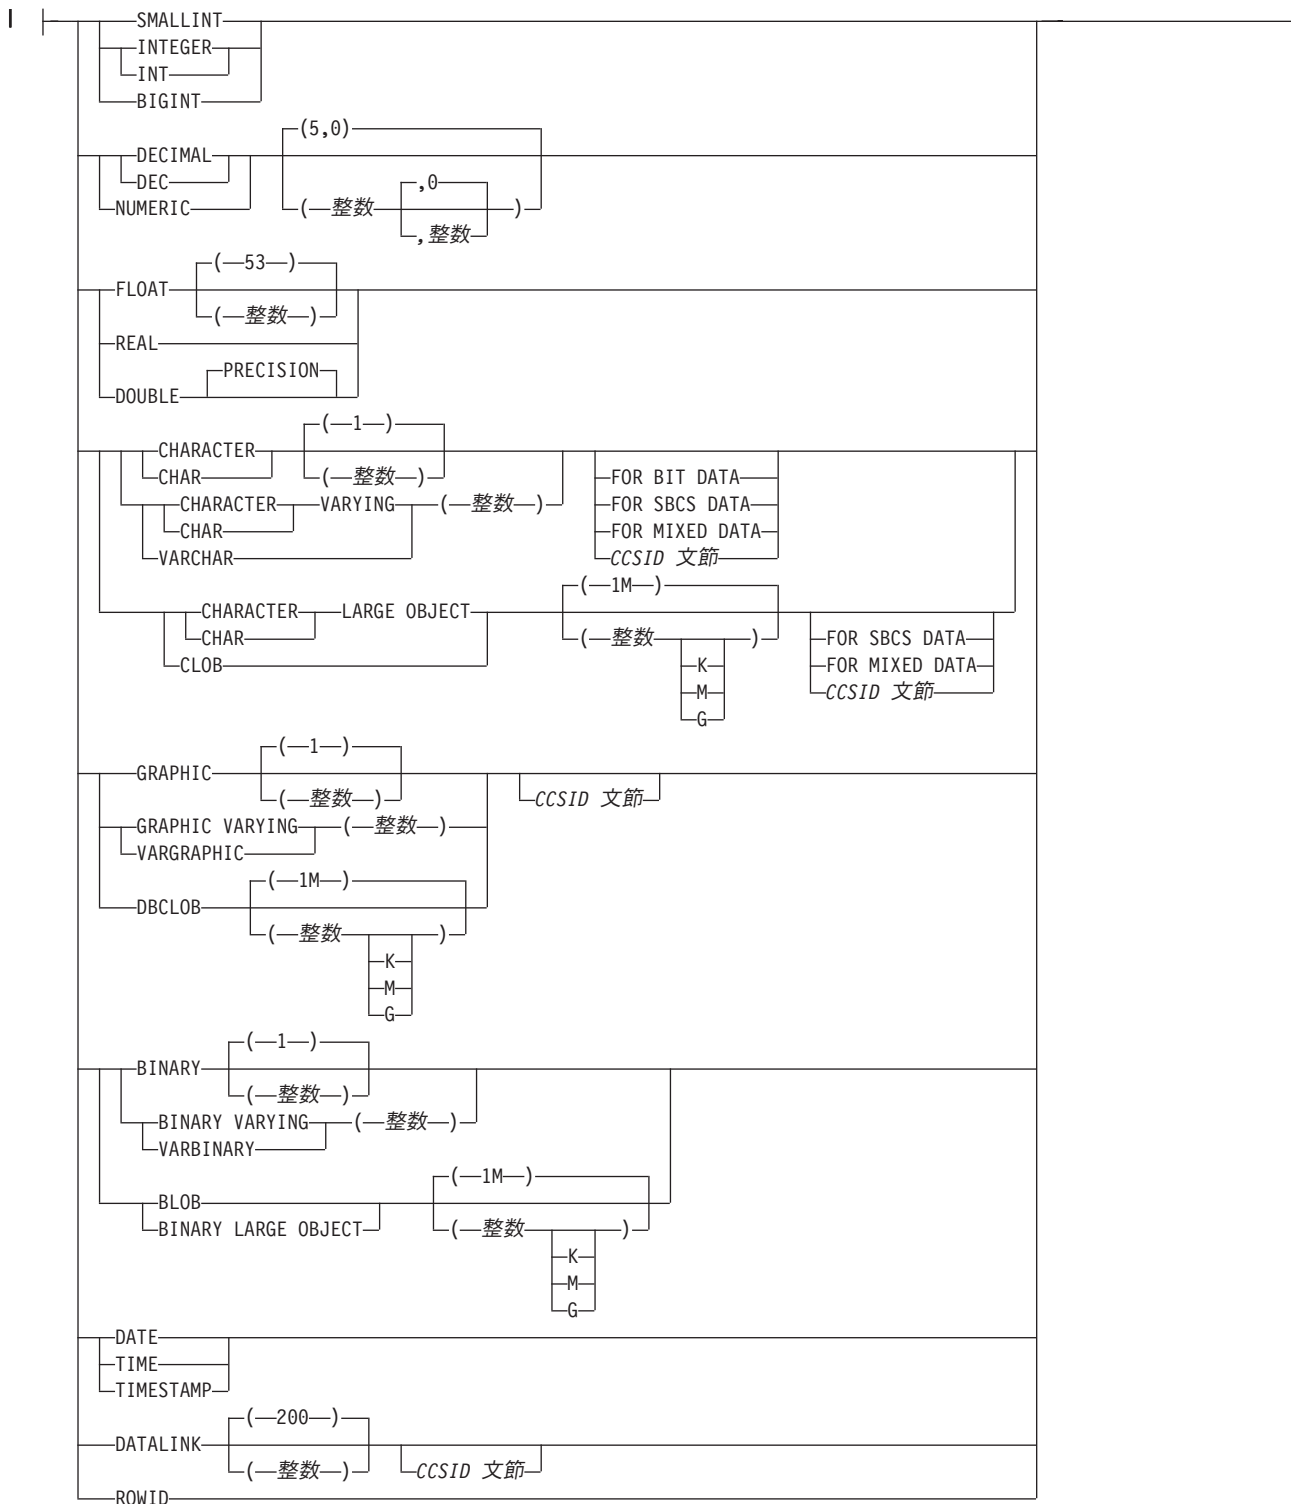 SMALLINT
INTEGER
INT
BIGINT
(5,0)
DECIMAL
DEC
,0
NUMERIC
( 整数 )
,整数
( 53 )
FLOAT
( 整数 )
REAL
PRECISION
DOUBLE
( 1 )
CHARACTER
CHAR
( 整数 )
FOR BIT DATA
CHARACTER VARYING ( 整数 )
FOR SBCS DATA
CHAR
FOR MIXED DATA
VARCHAR
CCSID 文節
( 1M )
CHARACTER LARGE OBJECT
CHAR
( 整数 )
FOR SBCS DATA
CLOB
K
FOR MIXED DATA
M
CCSID 文節
G
( 1 )
GRAPHIC
( 整数 )
CCSID 文節
GRAPHIC VARYING ( 整数 )
VARGRAPHIC
( 1M )
DBCLOB
( 整数 )
K
M
G
( 1 )
BINARY
( 整数 )
BINARY VARYING ( 整数 )
VARBINARY
( 1M )
BLOB
( 整数 )
BINARY LARGE OBJECT
K
M
G
DATE
TIME
TIMESTAMP
( 200 )
DATALINK
( 整数 )
CCSID 文節
ROWID